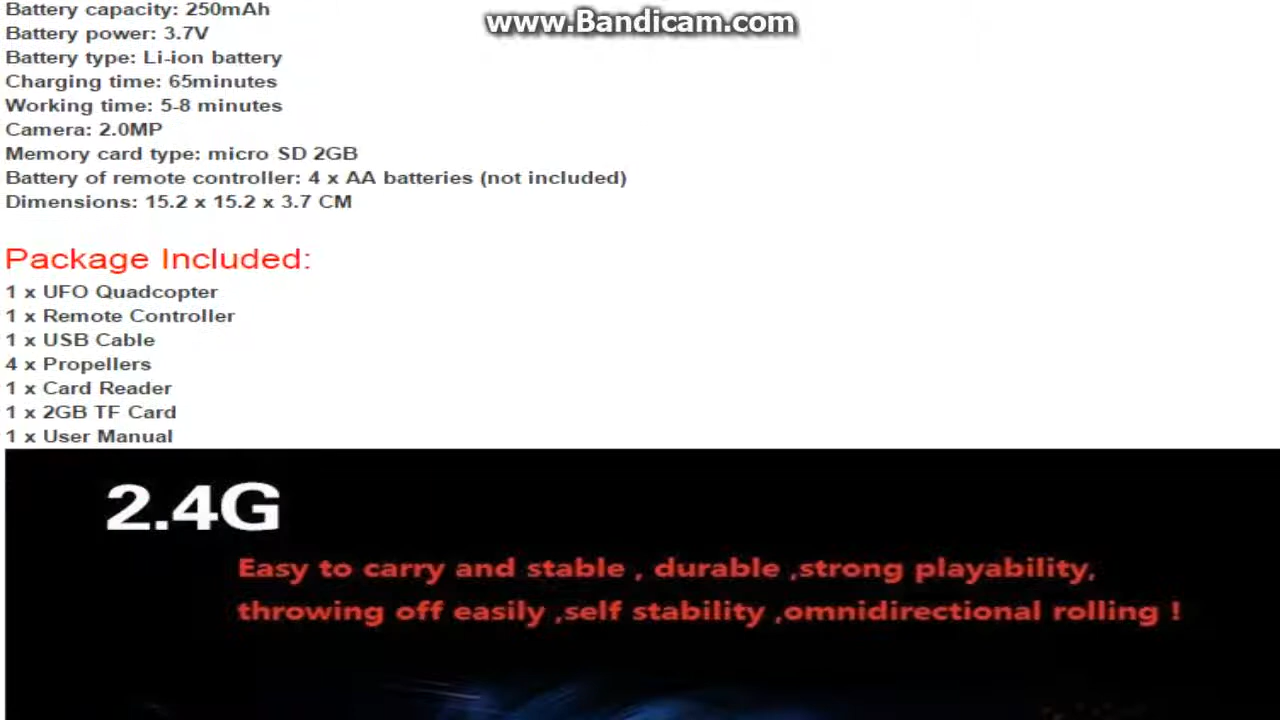 www.Bandicam.com
Battery capacity: 250mAh
Battery power: 3.7V
Battery type: Li-ion battery
Charging time: 65minutes
Working time: 5-8 minutes
Camera: 2.0MP
Memory card type: micro SD 2GB
Battery of remote controller: 4 x AA batteries (not included)
Dimensions: 15.2 x 15.2 x 3.7 CM
Package Included:
1 x UFO Quadcopter
1 x Remote Controller
1 x USB Cable
4 x Propellers
1 x Card Reader
1 x 2GB TF Card
1 x User Manual
2.4G
Easy to carry and stable , durable ,strong playability,
throwing off easily ,self stability ,omnidirectional rolling !